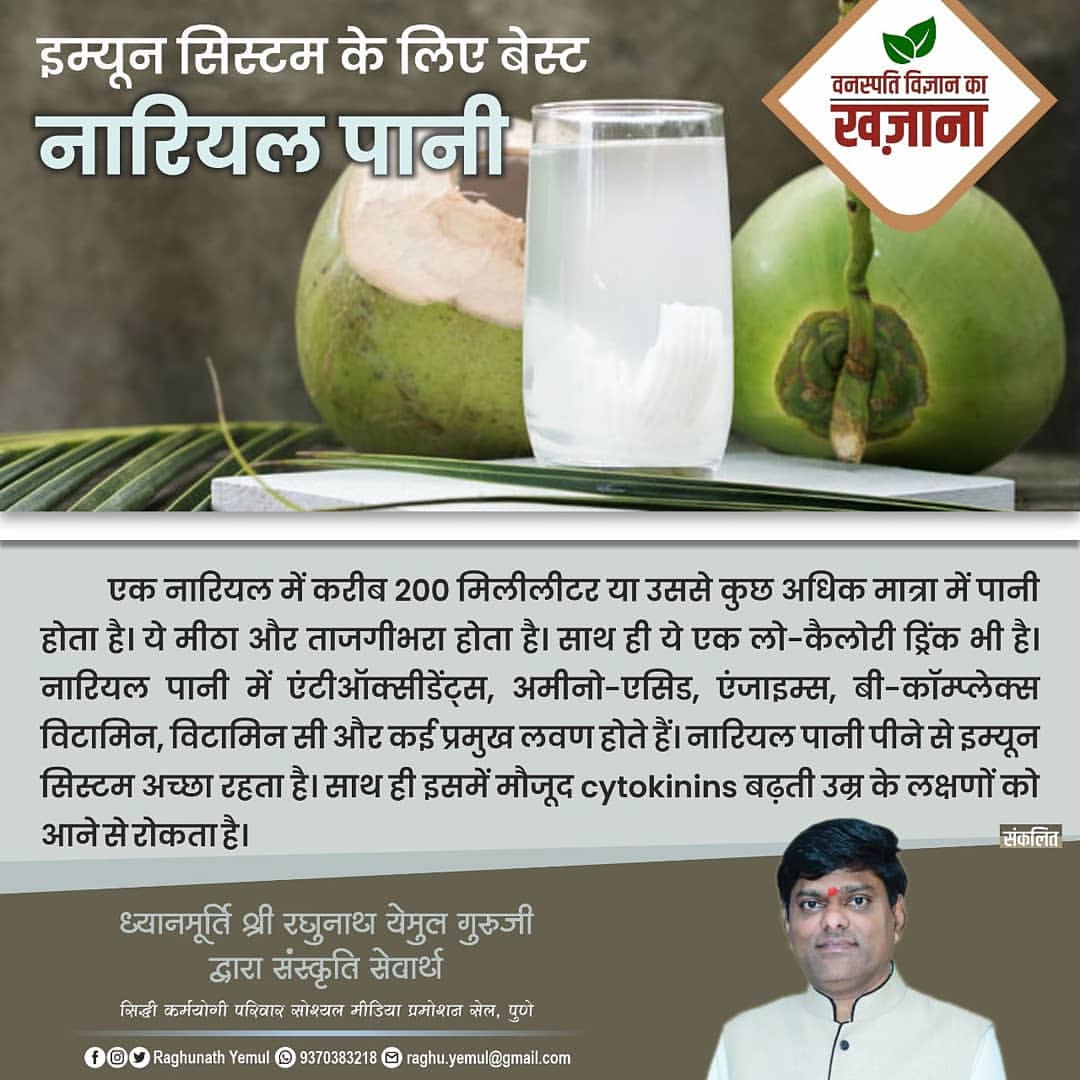 इम्यून सिस्टम के लिए बेस्ट
नारियल पानी
वनस्पति विज्ञान का
खज़ाना
एक नारियल में करीब 200 मिलीलीटर या उससे कुछ अधिक मात्रा में पानी
होता है। ये मीठा और ताजगीभरा होता है। साथ ही ये एक लो-कैलोरी ड्रिंक भी है।
नारियल पानी में एंटीऑक्सीडेंट्स, अमीनो-एसिड, एंजाइम्स, बी-कॉम्प्लेक्स
विटामिन, विटामिन सी और कई प्रमुख लवण होते हैं। नारियल पानी पीने से इम्यून
सिस्टम अच्छा रहता है। साथ ही इसमें मौजूद cytokinins बढ़ती उम्र के लक्षणों को
आने से रोकता है।
संकलित
ध्यानमूर्ति श्री रघुनाथ येमुल गुरुजी
द्वारा संस्कृति सेवार्थ
सिद्धी कर्मयोगी परिवार सोश्यल मीडिया प्रमोशन सेल, पुणे
Raghunath Yemul 9370383218 raghu.yemul@gmail.com